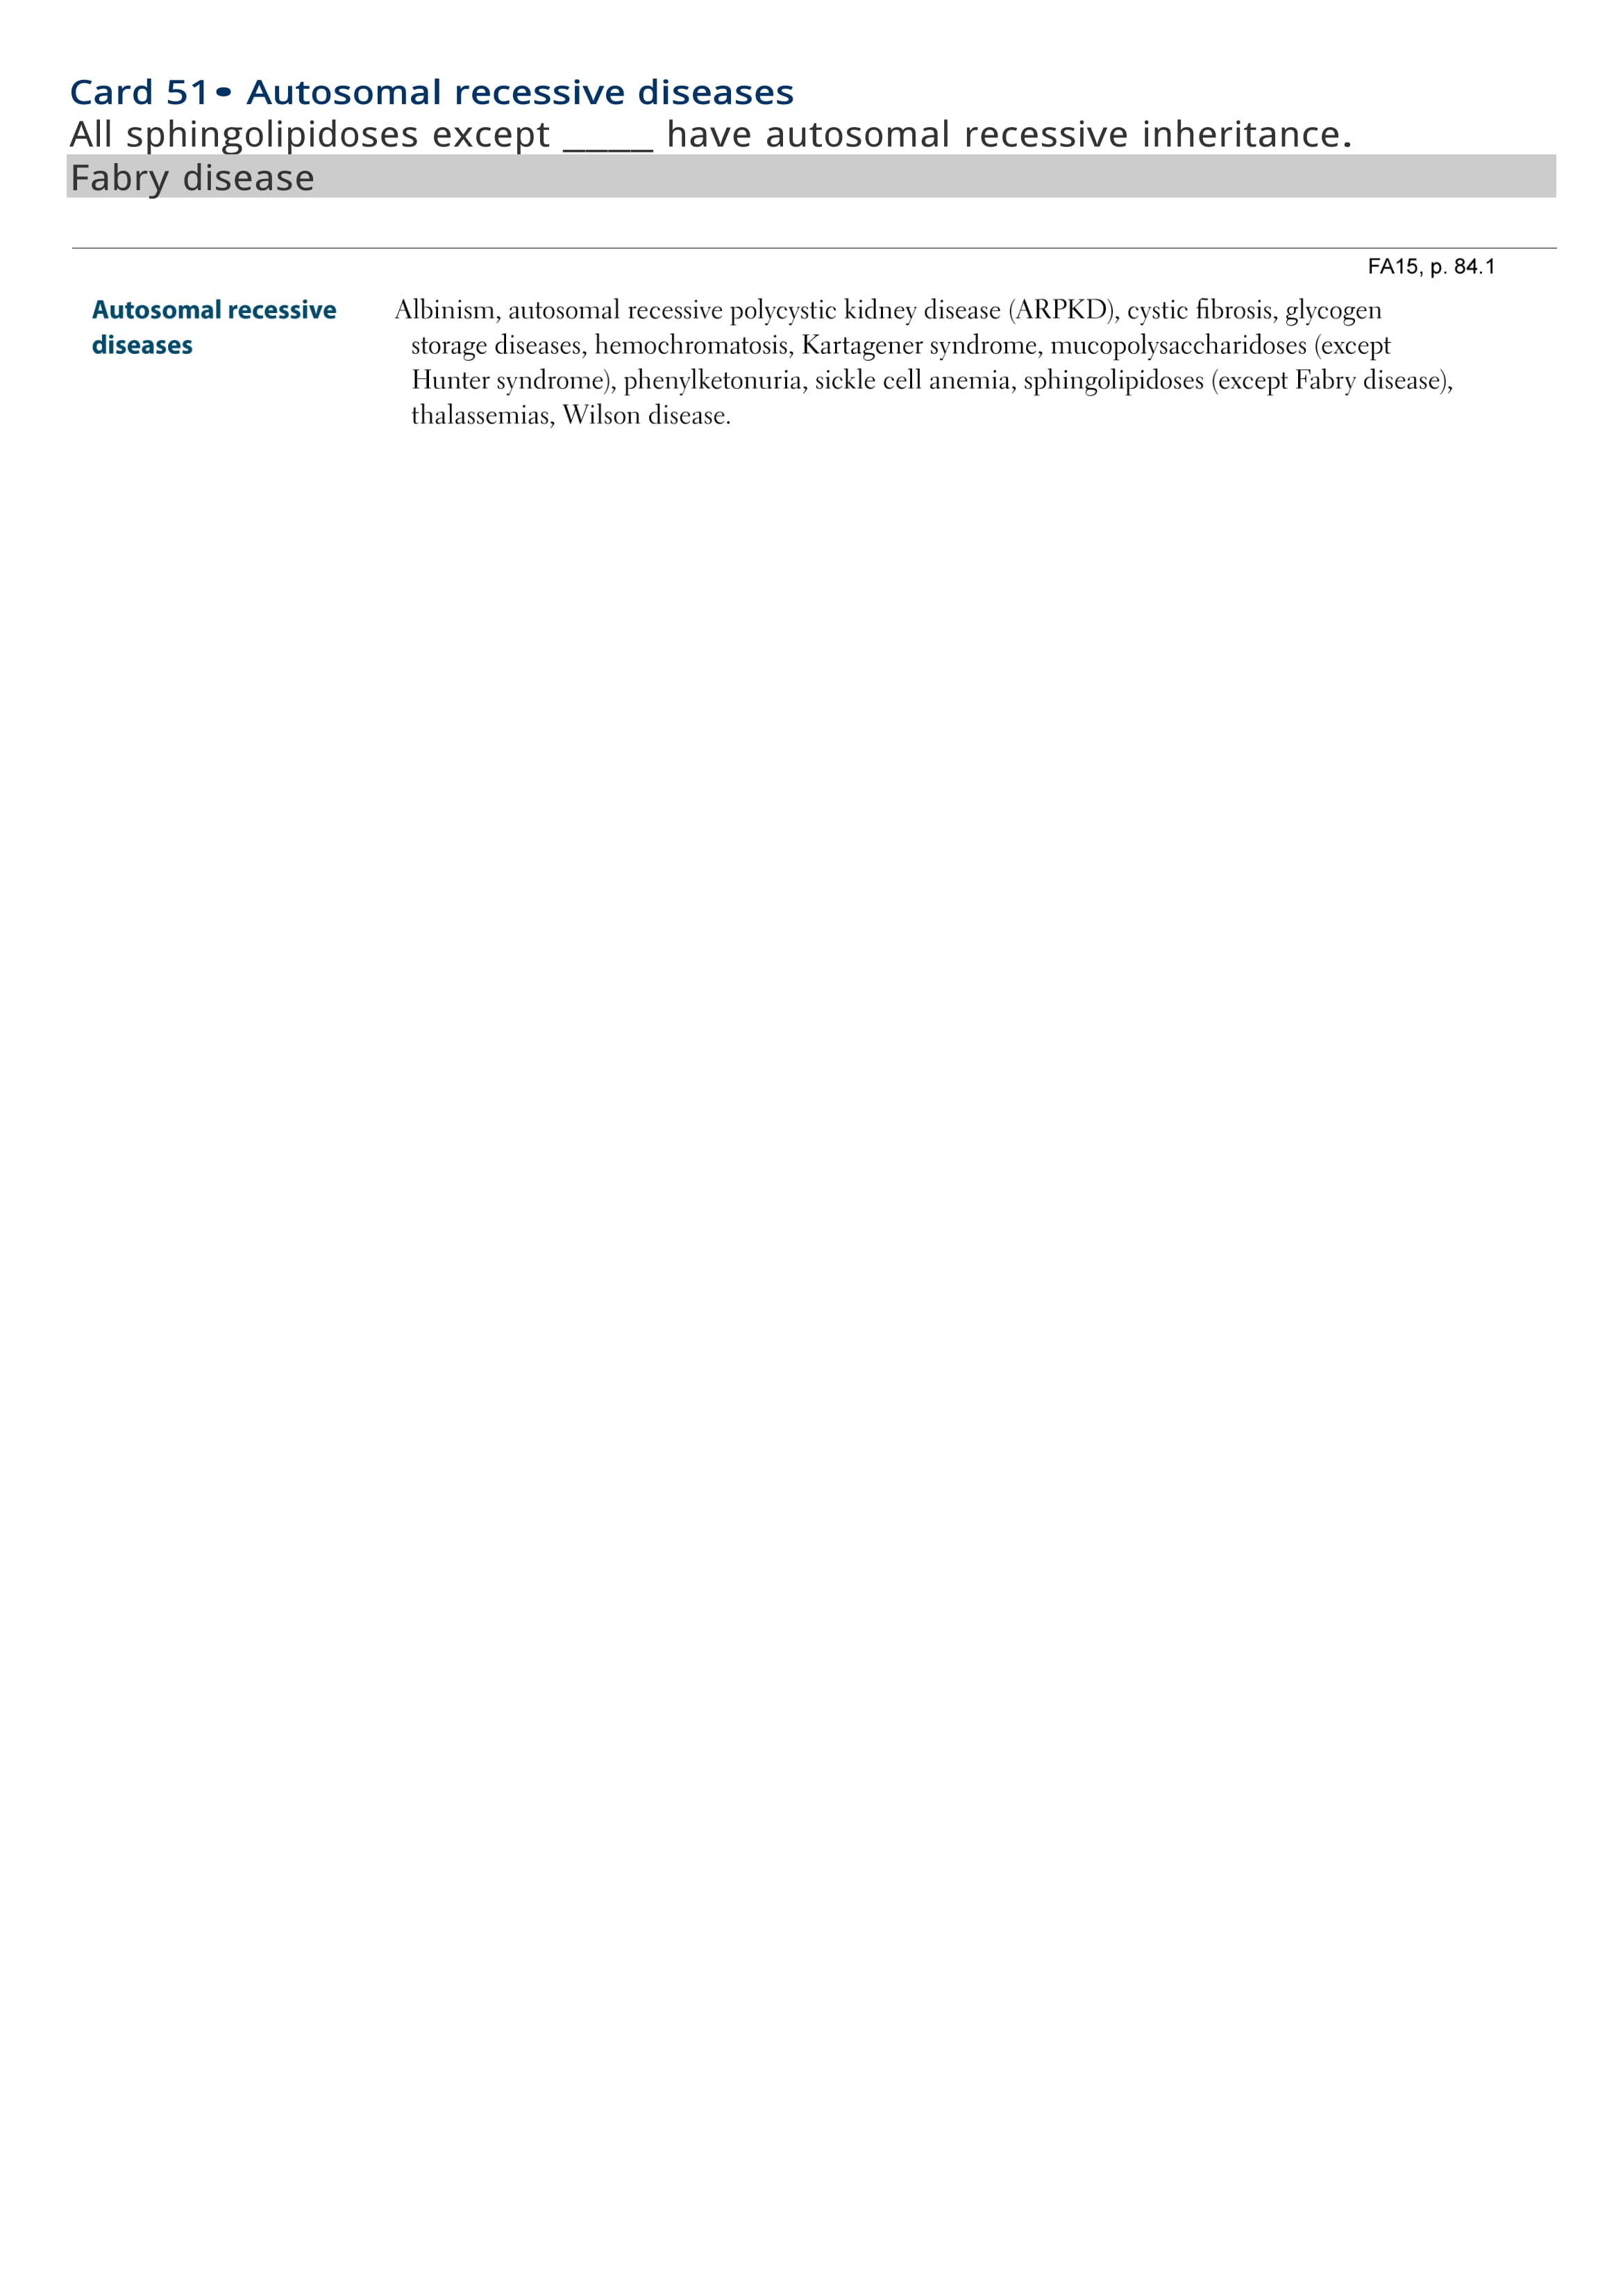 Card 51• Autosomal recessive diseases
All sphingolipidoses except ____ have autosomal recessive inheritance.
Fabry disease
FA15, p. 84.1
Autosomal recessive
diseases
Albinism, autosomal recessive polycystic kidney disease (ARPKD), cystic fibrosis, glycogen
storage diseases, hemochromatosis, Kartagener syndrome, mucopolysaccharidoses (except
Hunter syndrome), phenylketonuria, sickle cell anemia, sphingolipidoses (except Fabry disease),
thalassemias, Wilson disease.